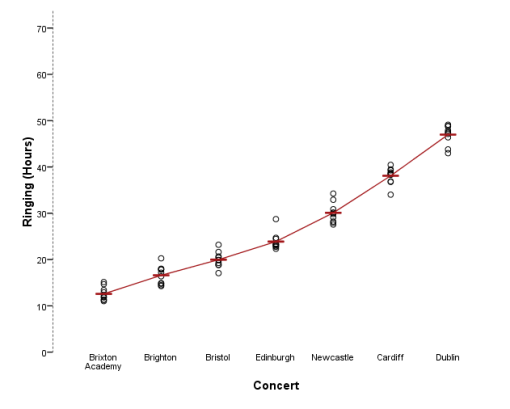 70
60
50
40
30
20
10
0
Ringing (Hours)
Brixton Academy
Brighton
Bristol
Edinburgh
Newcastle
Cardiff
Dublin
Concert